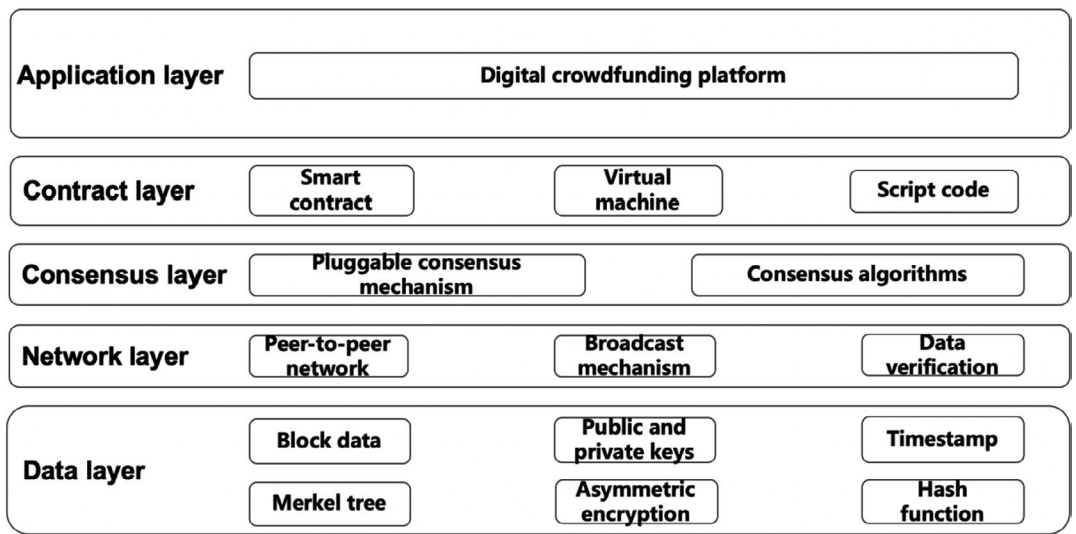 Application layer
Digital crowdfunding platform
Contract layer
Smart
contract
Virtual
machine
Script code
Consensus layer
Pluggable consensus
mechanism
Consensus algorithms
Network layer
Peer-to-peer
network
Broadcast
mechanism
Data
verification
Data layer
Block data
Public and
private keys
Timestamp
Merkel tree
Asymmetric
encryption
Hash
function